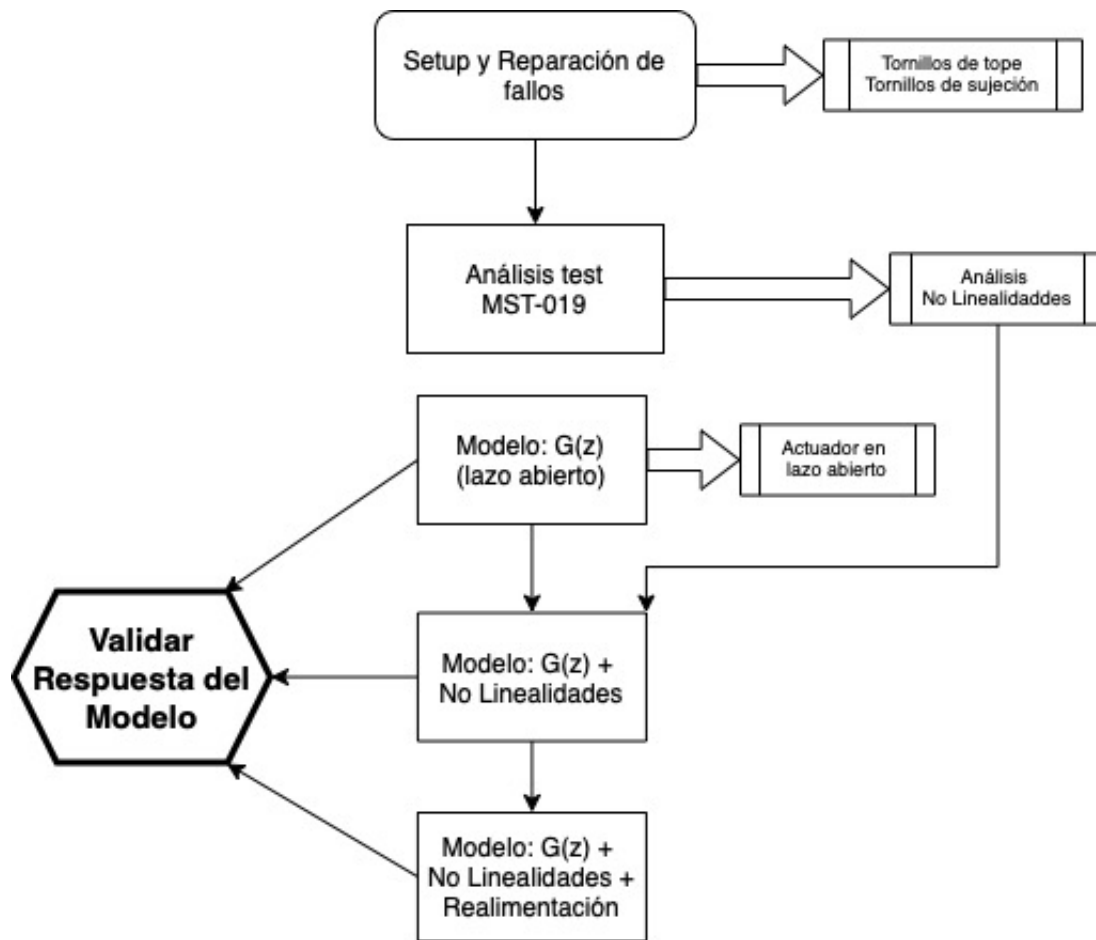 Setup y Reparación de
fallos
Tornillos de tope
Tornillos de sujeción
Análisis test
MST-019
Análisis
No Linealidaddes
Modelo: G(z)
(lazo abierto)
Actuador en
lazo abierto
Validar
Respuesta del
Modelo
Modelo: G(z) +
No Linealidades
Modelo: G(z) +
No Linealidades +
Realimentación